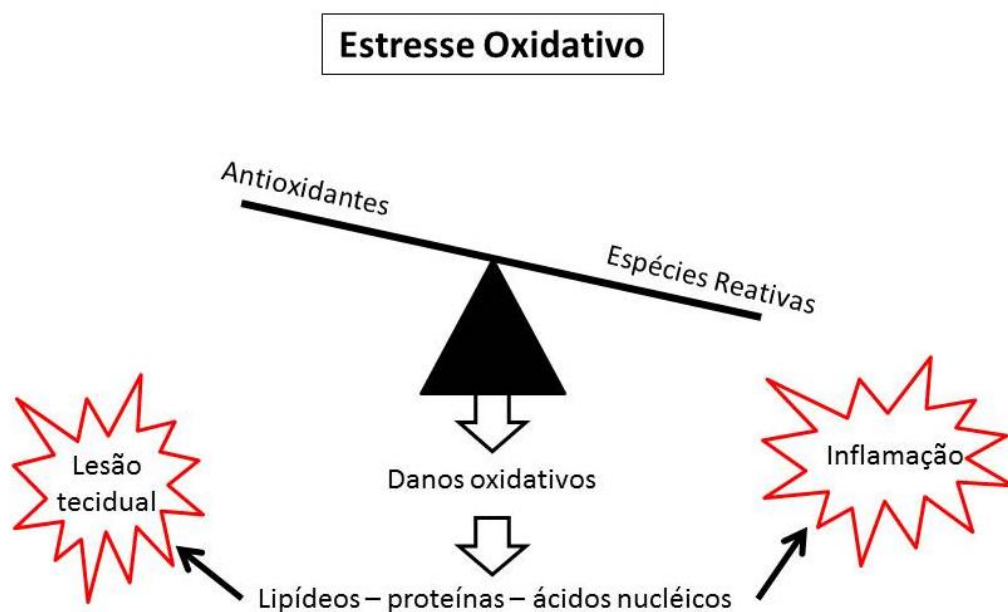 Estresse Oxidativo
Antioxidantes
Espécies Reativas
Lesão
tecidual
Inflamação
Danos oxidativos
Lipídeos – proteínas – ácidos nucléicos